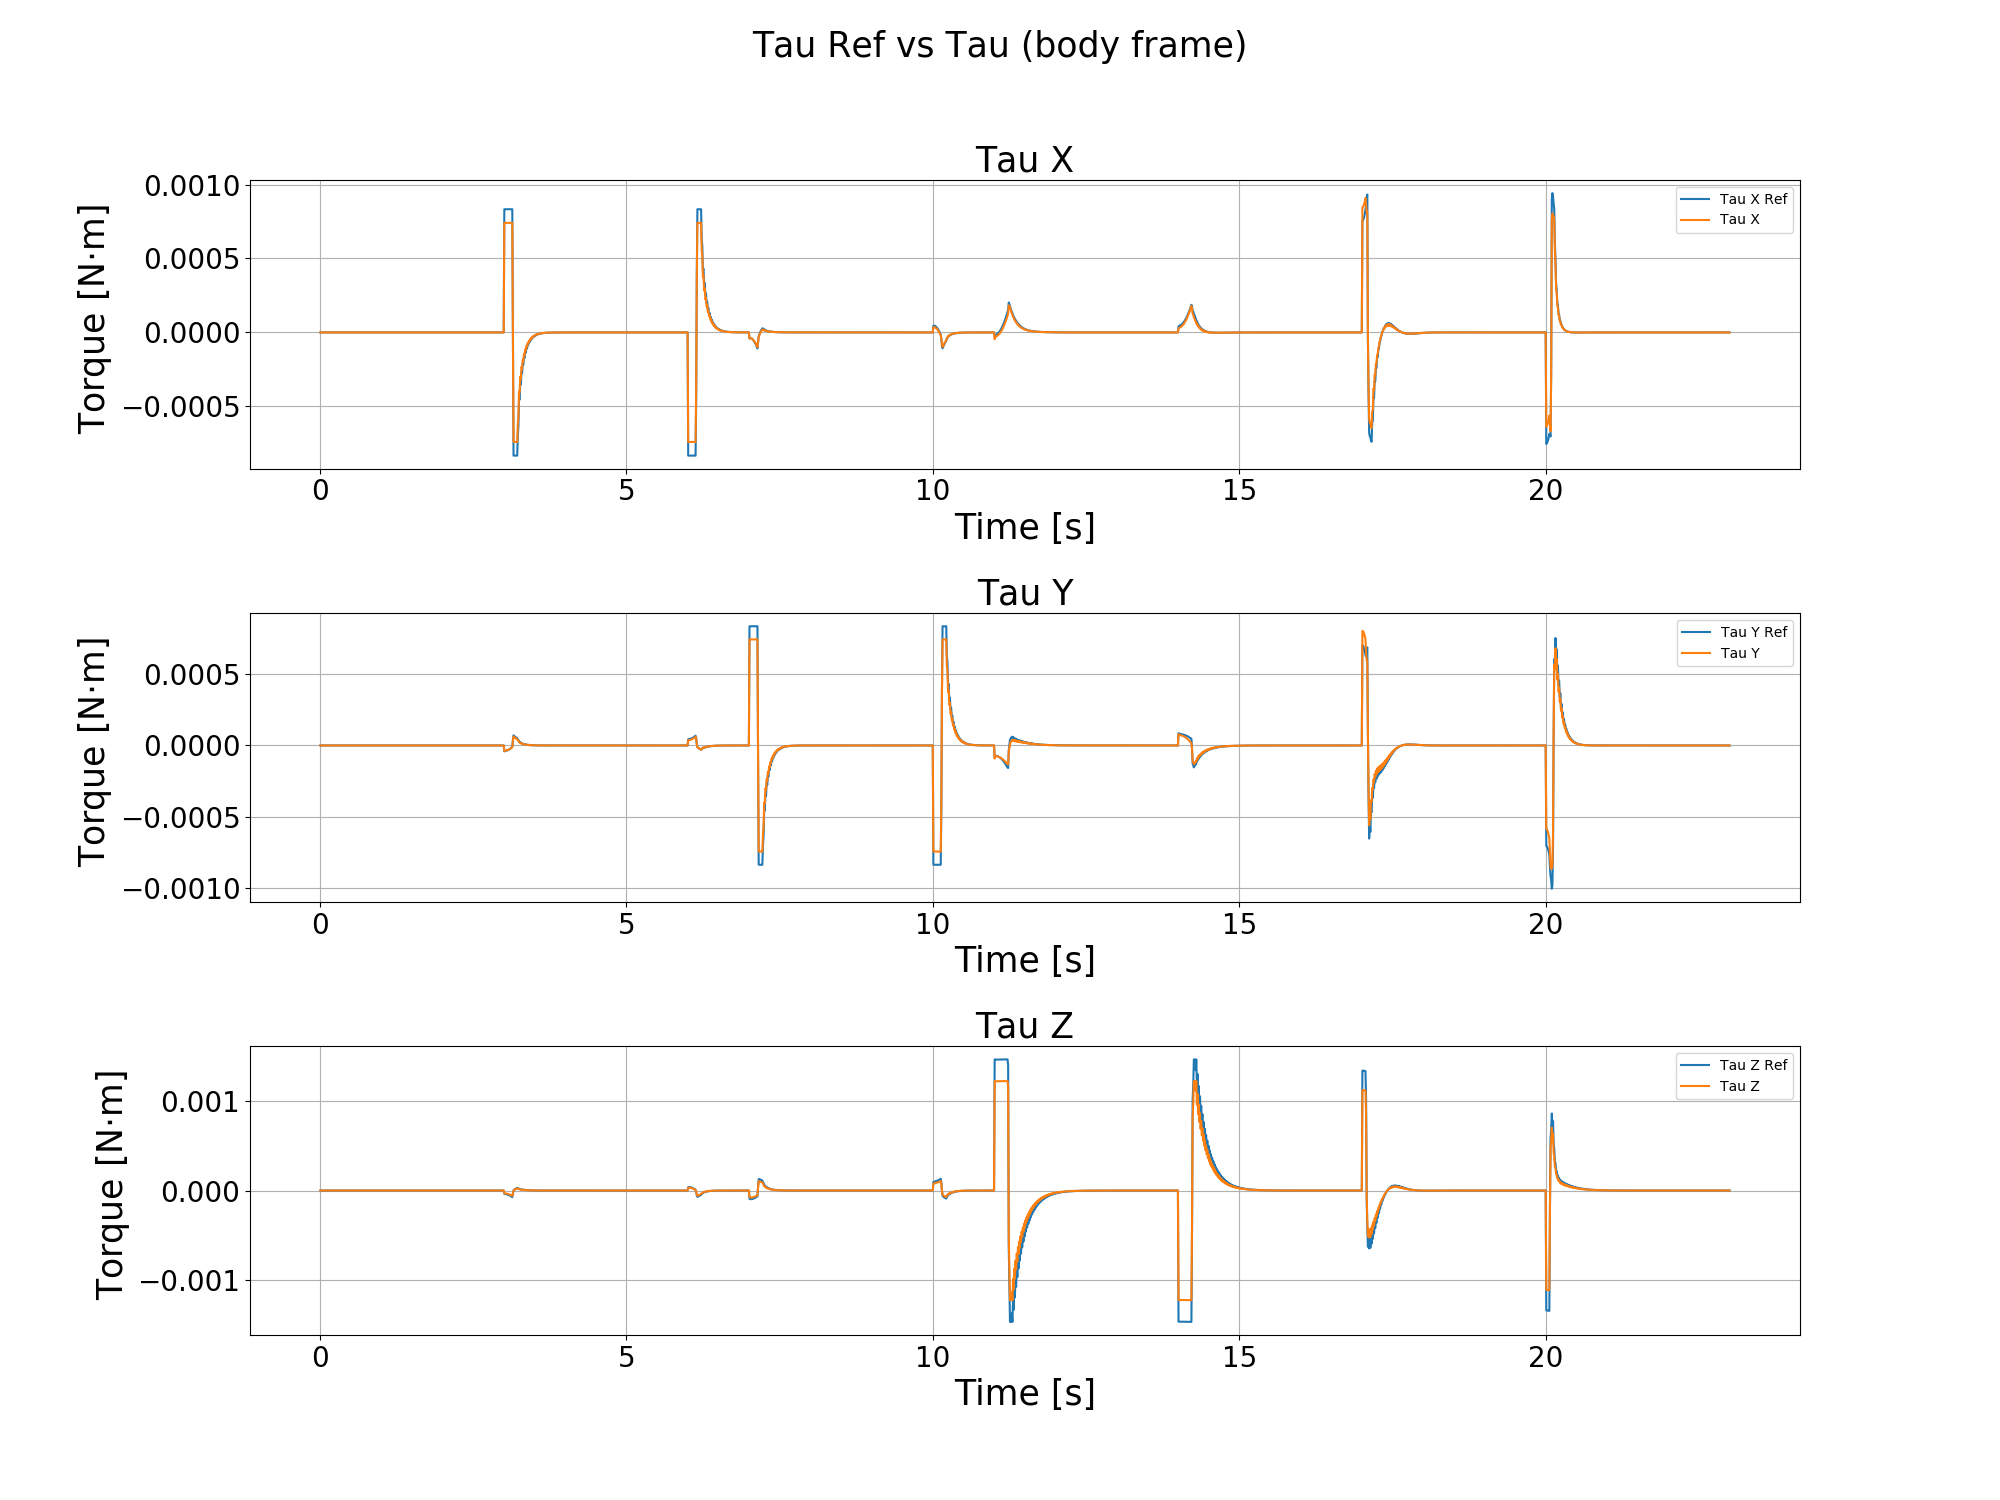 Tau Ref vs Tau (body frame)
Tau X
Torque [N·m]
0.0010
0.0005
0.0000
−0.0005
Tau X Ref
Tau X
0 5 10 15 20
Time [s]
Tau Y
Torque [N·m]
0.0005
0.0000
−0.0005
−0.0010
Tau Y Ref
Tau Y
0 5 10 15 20
Time [s]
Tau Z
Torque [N·m]
0.001
0.000
−0.001
Tau Z Ref
Tau Z
0 5 10 15 20
Time [s]